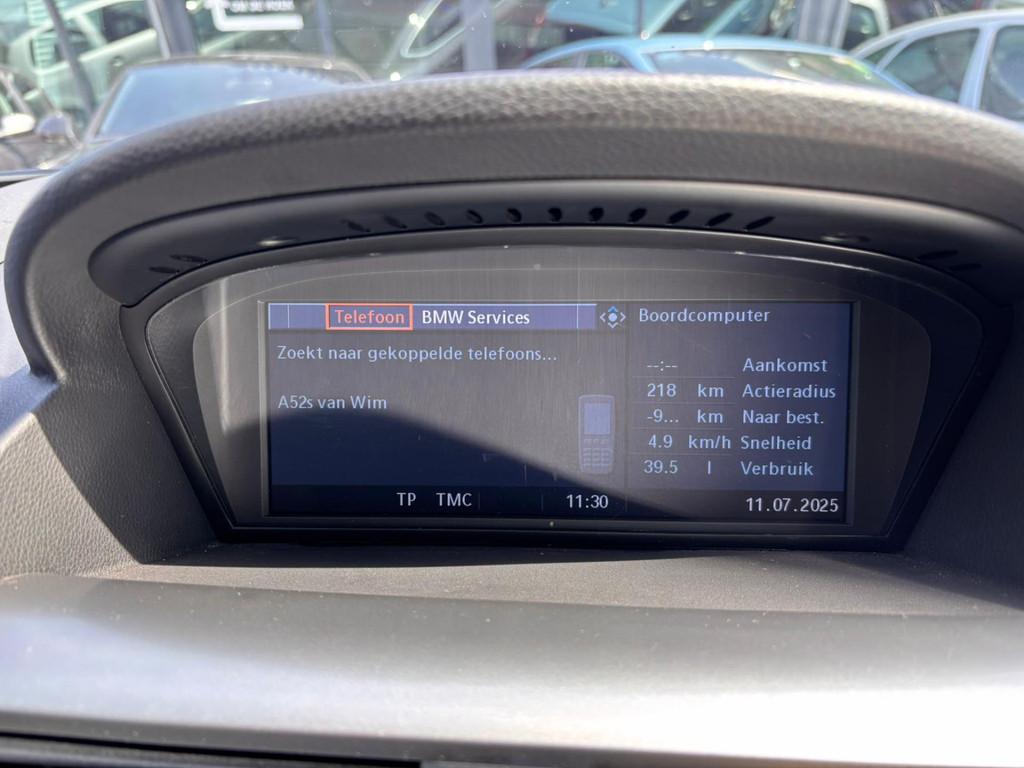 Telefoon BMW Services
Zoekt naar gekoppelde telefoons...
A52s van Wim
Boordcomputer
--:-- Aankomst
218 km Actieradius
-9... km Naar best.
4.9 km/h Snelheid
39.5 l Verbruik
TP TMC 11:30 11.07.2025